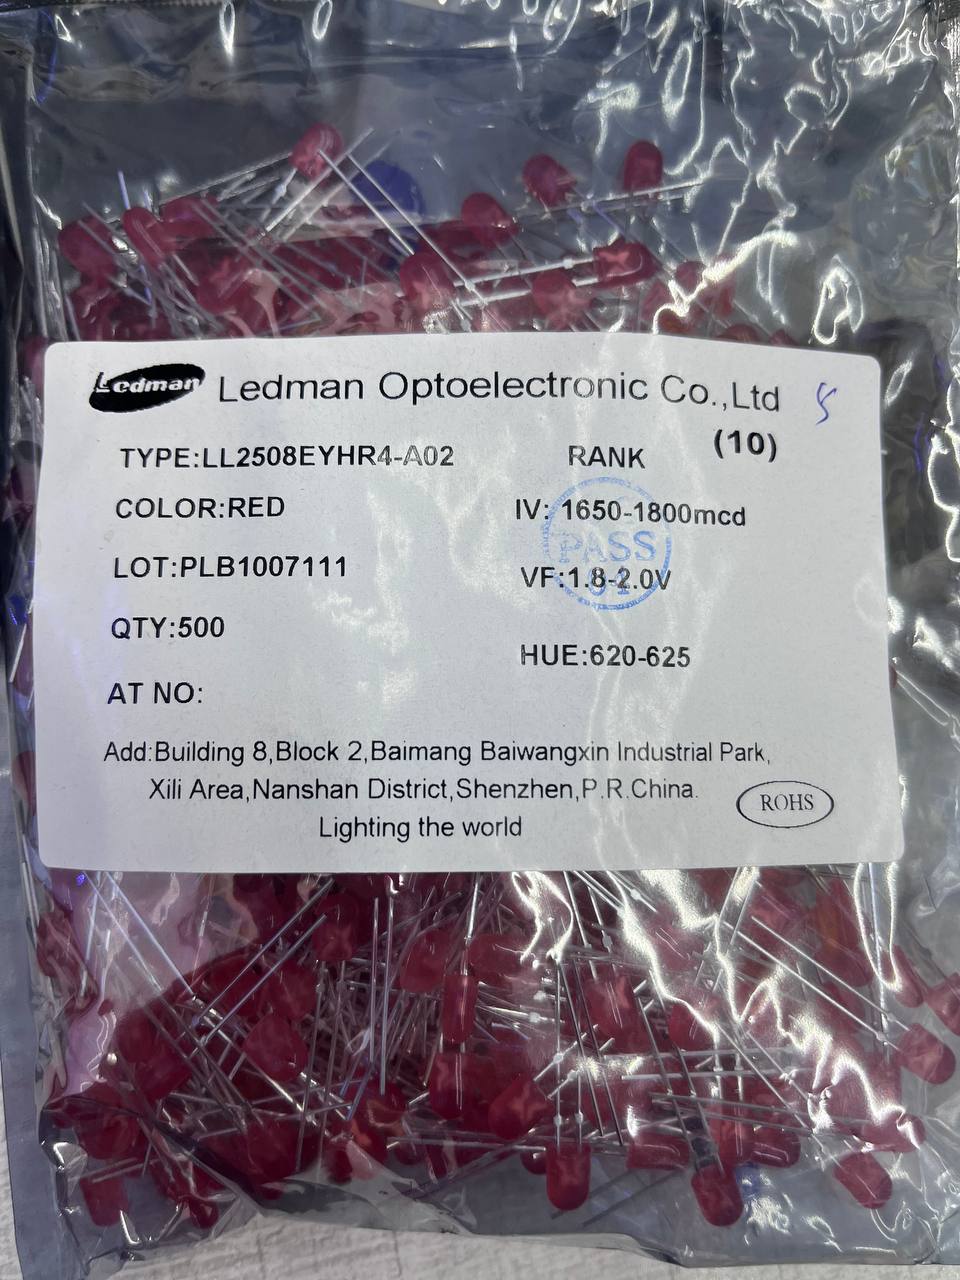 Ledman Ledman Optoelectronic Co.,Ltd
(10)
TYPE:LL2508EYHR4-A02 RANK
COLOR:RED IV: 1650-1800mcd
PASS
LOT:PLB1007111 VF:1.8-2.0V
QTY:500
HUE:620-625
AT NO:
Add:Building 8,Block 2,Baimang Baiwangxin Industrial Park,
Xili Area,Nanshan District,Shenzhen,P.R.China.
ROHS
Lighting the world